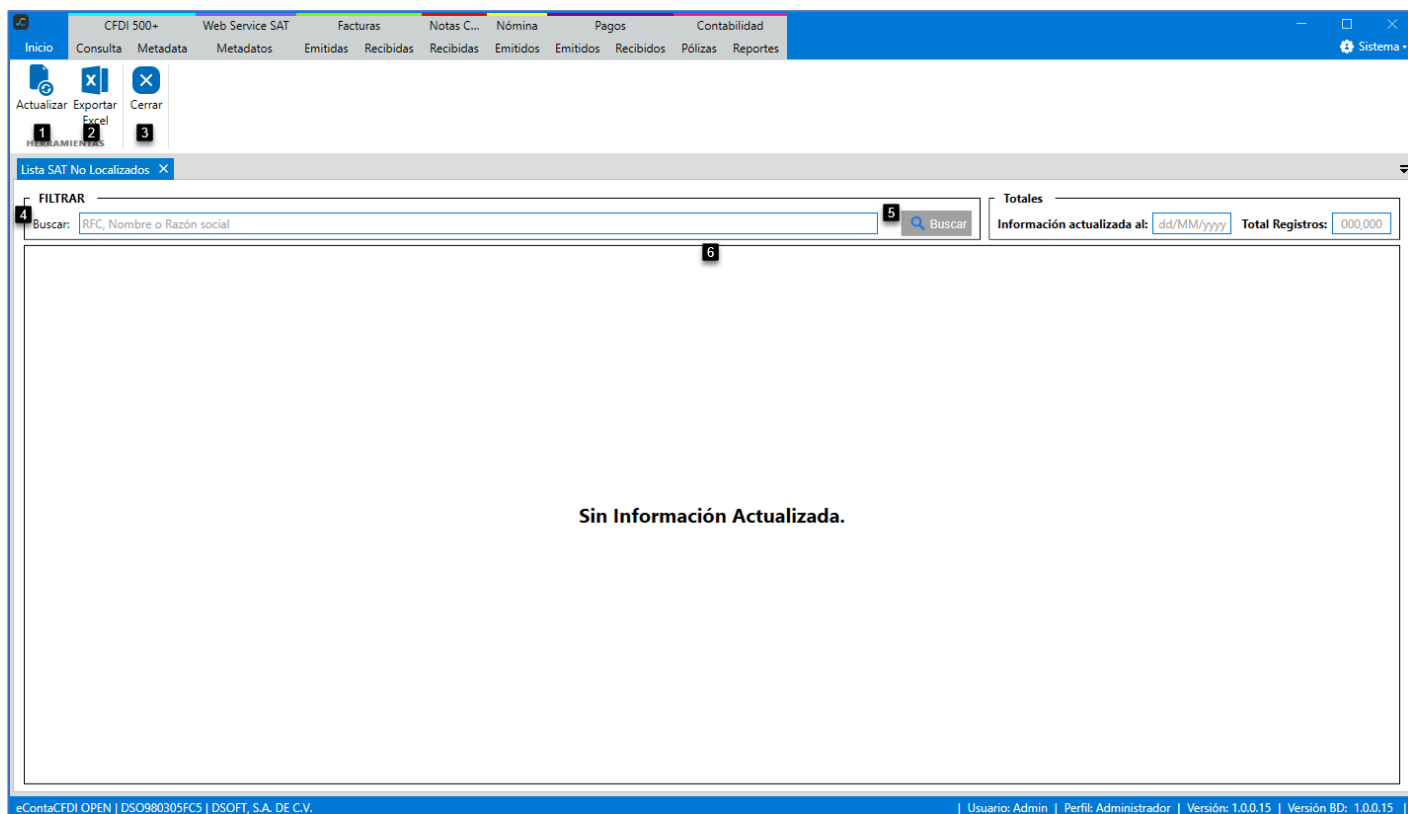 CFDI 500+ Web Service SAT Facturas Notas C... Nómina Pagos Contabilidad
Inicio Consulta Metadata Metadatos Emitidas Recibidas Recibidas Emitidos Emitidos Recibidos Pólizas Reportes Sistema
Actualizar Exportar Excel Cerrar
1 2 3
HERRAMIENTAS
Lista SAT No Localizados
FILTRAR Totales
4 Buscar: RFC, Nombre o Razón social 5 Buscar Información actualizada al: dd/MM/yyyy Total Registros: 000,000
6
Sin Información Actualizada.
eContaCFDI OPEN | DSO980305FC5 | DSOFT, S.A. DE C.V. | Usuario: Admin | Perfil: Administrador | Versión: 1.0.0.15 | Versión BD: 1.0.0.15 |